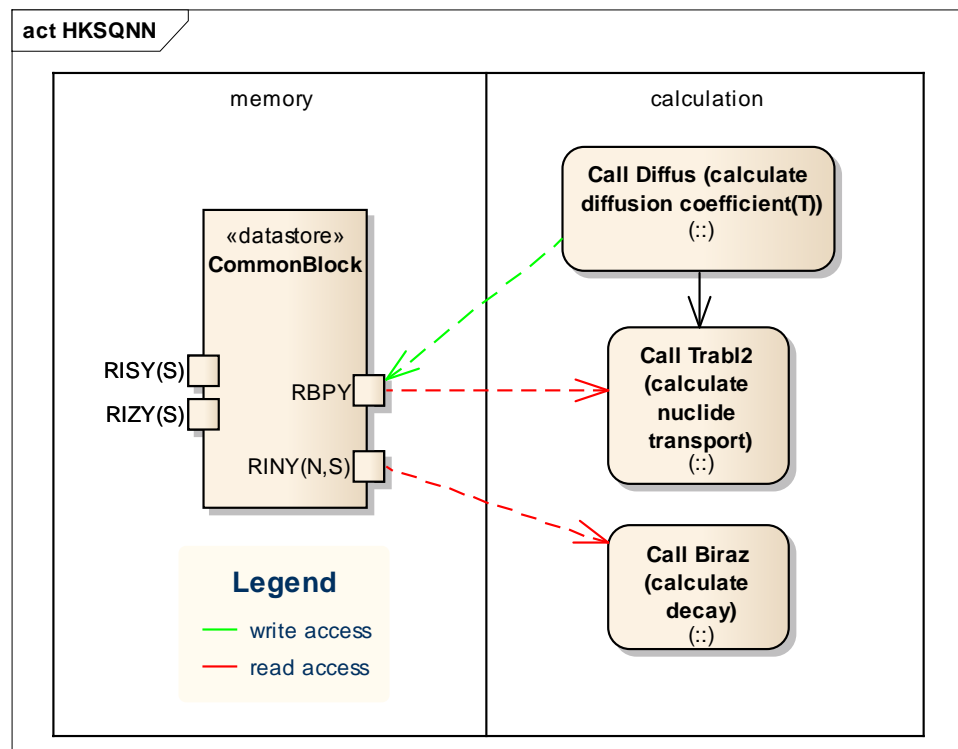 act HKSQNN
memory
calculation
«datastore»
CommonBlock
RISY(S)
RIZY(S)
RBPY
RINY(N,S)
Call Diffus (calculate
diffusion coefficient(T))
(::)
Call Trabl2
(calculate
nuclide
transport)
(::)
Call Biraz
(calculate
decay)
(::)
Legend
write access
read access